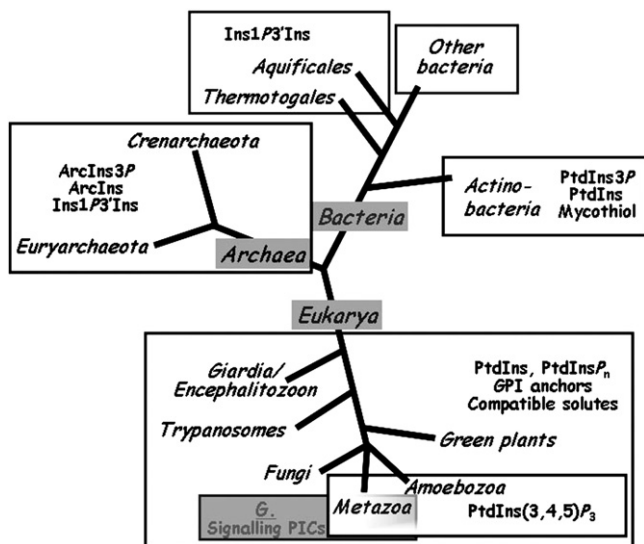 Ins1P3'Ins
Aquificales
Thermotogales
Other
bacteria
Crenarchaeota
ArcIns3P
ArcIns
Ins1P3'Ins
Euryarchaeota
Actino-
bacteria
PtdIns3P
PtdIns
Mycothiol
Bacteria
Archaea
Eukarya
Giardia/
Encephalitozoon
Trypanosomes
PtdIns, PtdInsPn
GPI anchors
Compatible solutes
Green plants
Fungi
Amoebozoa
Metazoa
PtdIns(3,4,5)P3
G.
Signalling PICs